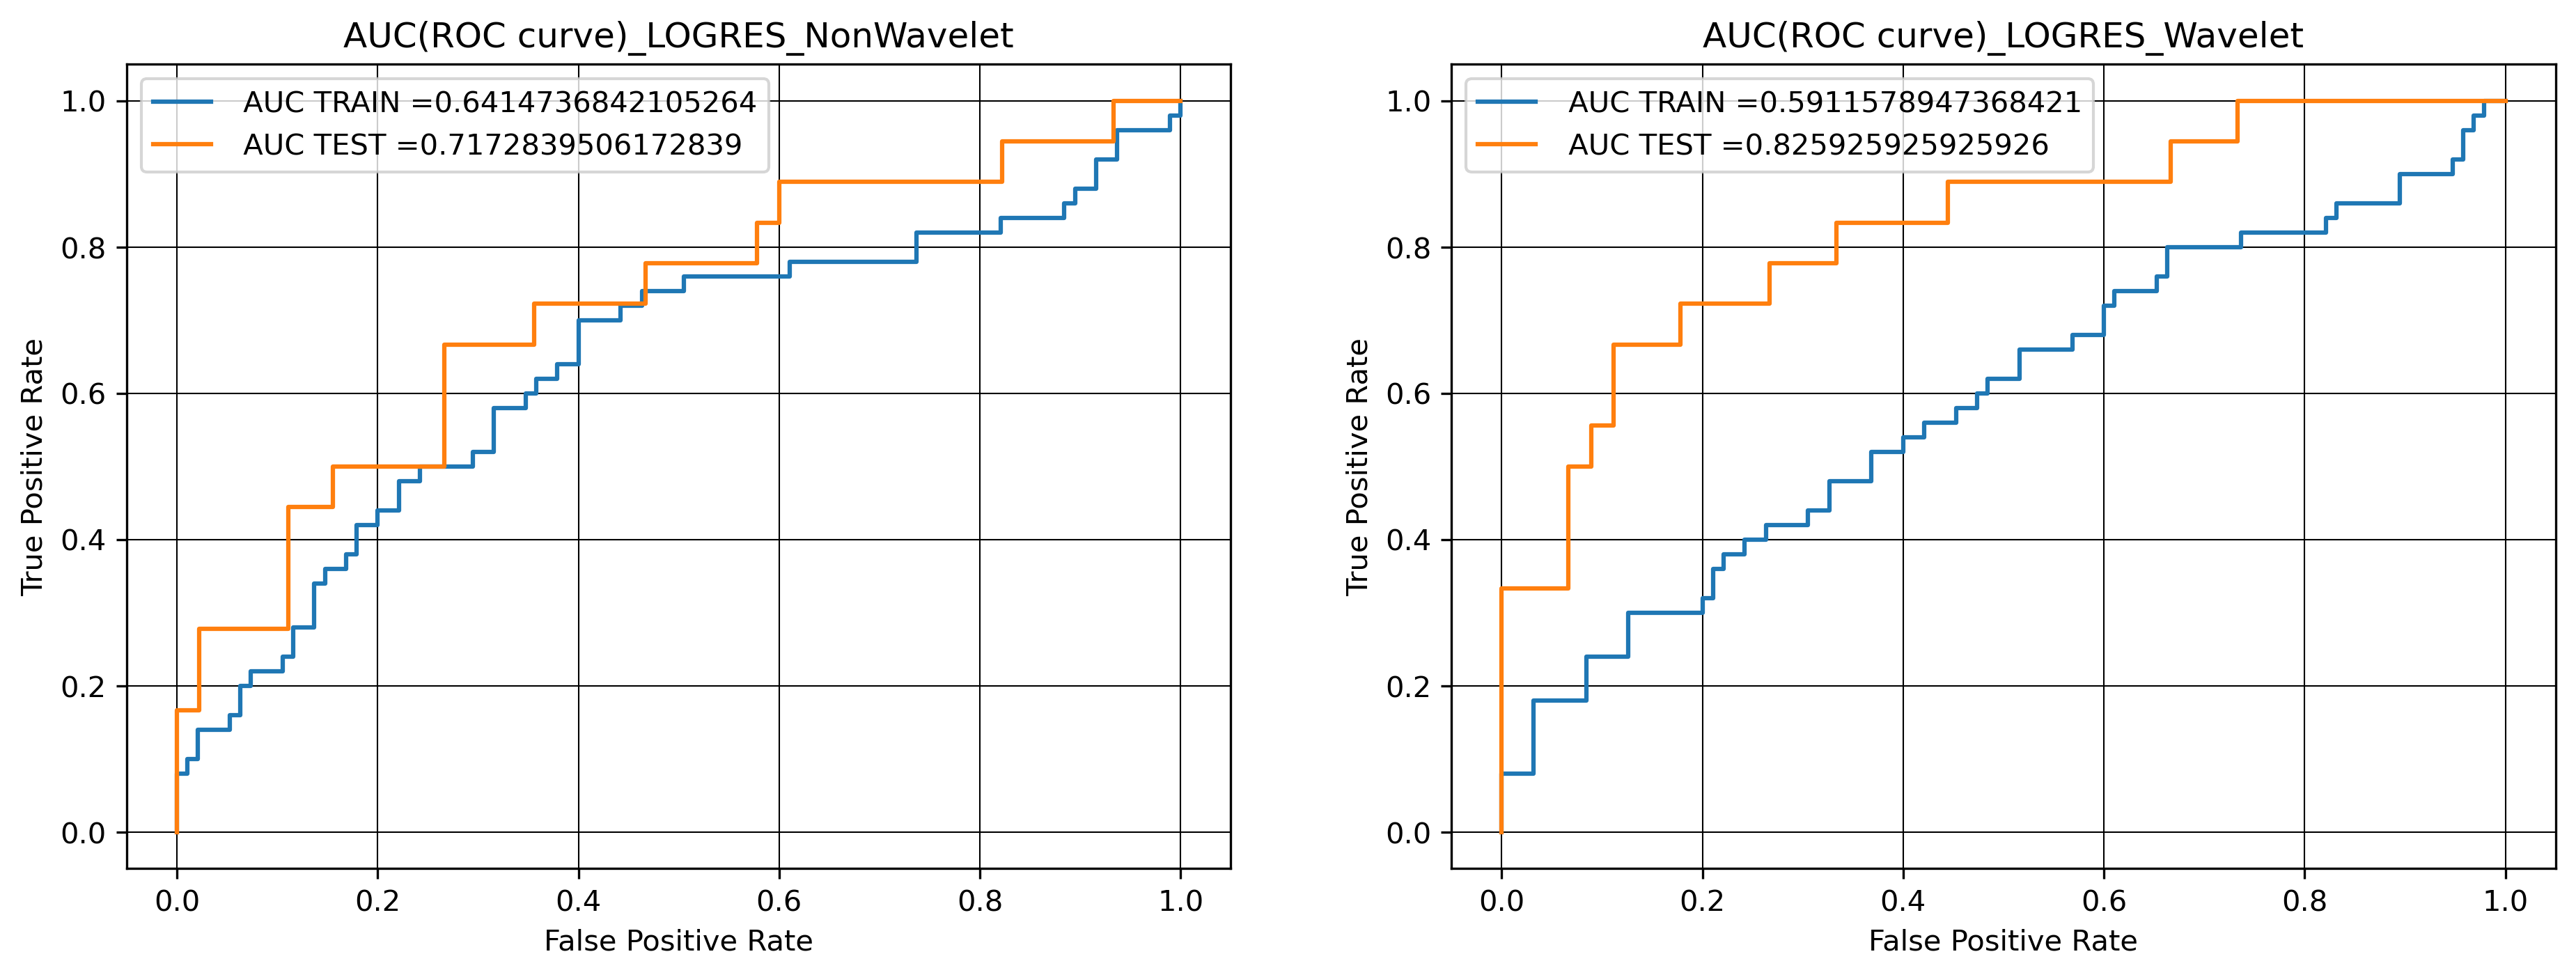 AUC(ROC curve)_LOGRES_NonWavelet
AUC TRAIN =0.6414736842105264
AUC TEST =0.7172839506172839
1.0
0.8
0.6
0.4
0.2
0.0
True Positive Rate
0.0 0.2 0.4 0.6 0.8 1.0
False Positive Rate
AUC(ROC curve)_LOGRES_Wavelet
AUC TRAIN =0.5911578947368421
AUC TEST =0.825925925925926
1.0
0.8
0.6
0.4
0.2
0.0
True Positive Rate
0.0 0.2 0.4 0.6 0.8 1.0
False Positive Rate